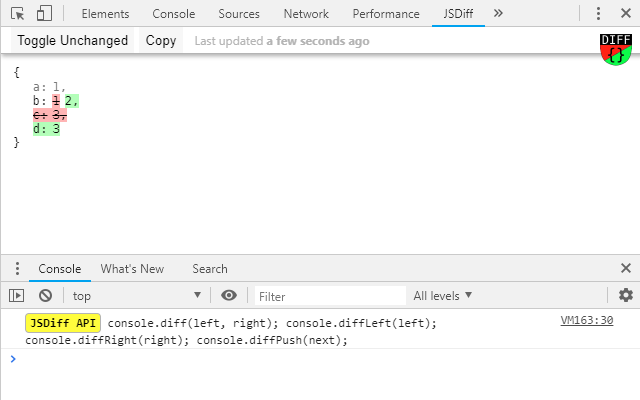 Elements Console Sources Network Performance JSDiff »
Toggle Unchanged Copy Last updated a few seconds ago
DIFF
{}
{
a: 1,
b: 1 2,
c: 3,
d: 3
}
Console What's New Search
top Filter All levels
JSDiff API console.diff(left, right); console.diffLeft(left); VM163:30
console.diffRight(right); console.diffPush(next);